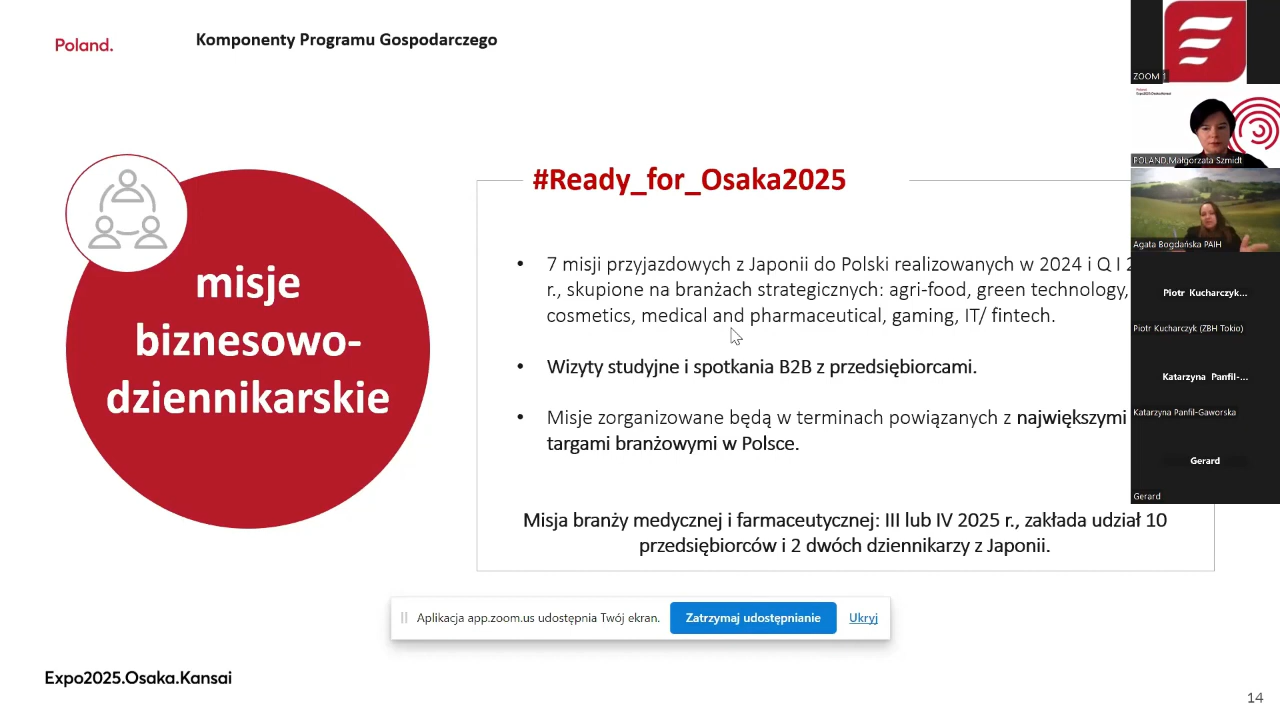 Poland.
Komponenty Programu Gospodarczego
misje
biznesowo-
dziennikarskie
#Ready_for_Osaka2025
• 7 misji przyjazdowych z Japonii do Polski realizowanych w 2024 i Q I 2
r., skupione na branżach strategicznych: agri-food, green technology,
cosmetics, medical and pharmaceutical, gaming, IT/ fintech.
• Wizyty studyjne i spotkania B2B z przedsiębiorcami.
• Misje zorganizowane będą w terminach powiązanych z największymi
targami branżowymi w Polsce.
Misja branży medycznej i farmaceutycznej: III lub IV 2025 r., zakłada udział 10
przedsiębiorców i 2 dwóch dziennikarzy z Japonii.
Aplikacja app.zoom.us udostępnia Twój ekran.
Zatrzymaj udostępnianie
Ukryj
Expo2025.Osaka.Kansai
14
ZOOM 1
POLAND Małgorzata Szmidt
Agata Bogdańska PAIH
Piotr Kucharczyk...
Piotr Kucharczyk (ZBH Tokio)
Katarzyna Panfil-...
Katarzyna Panfil-Gaworska
Gerard
Gerard